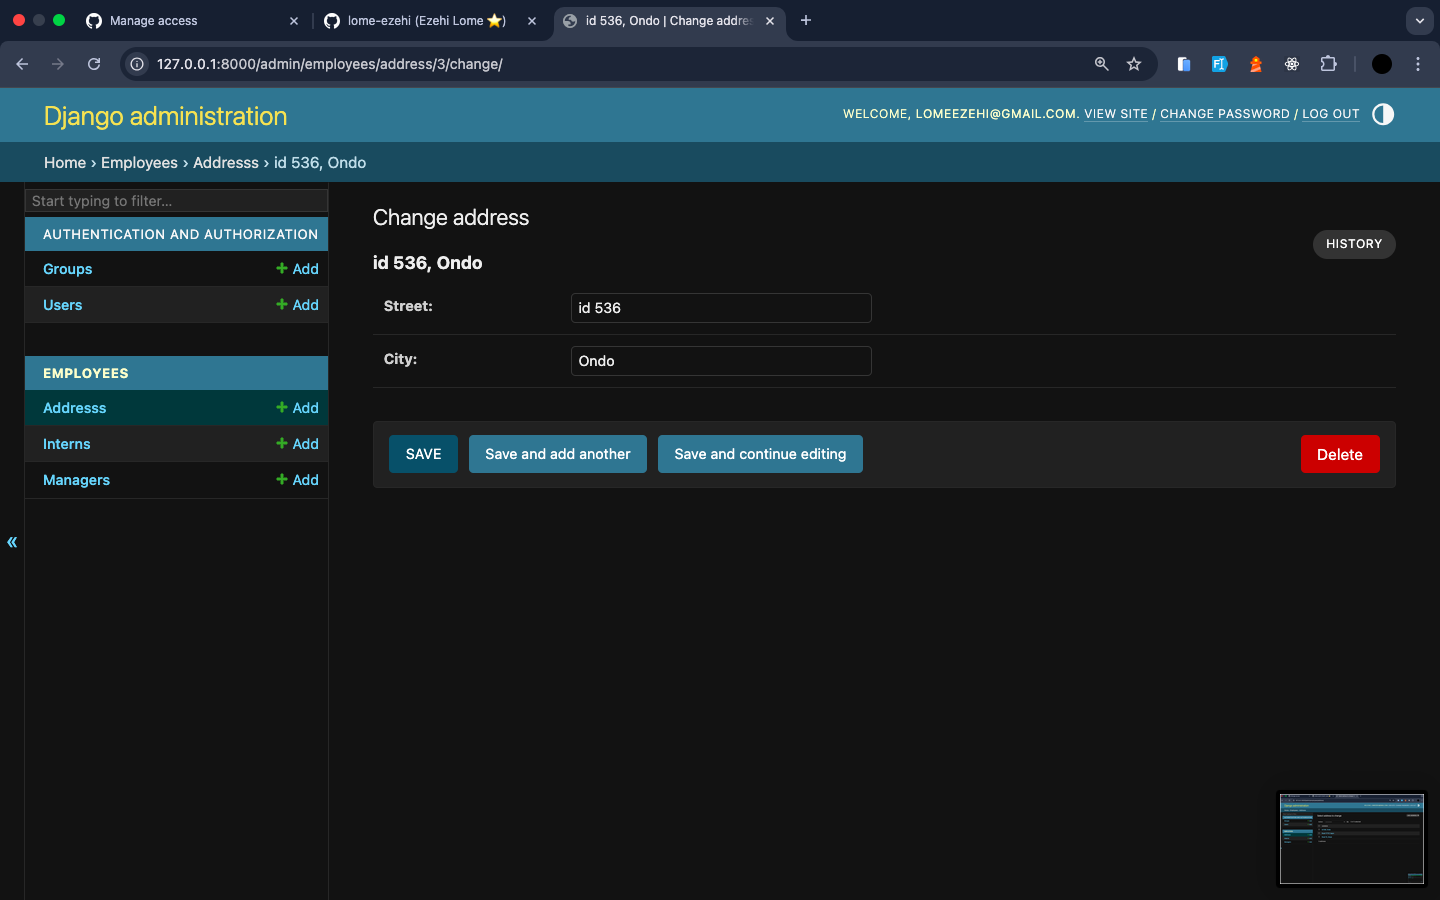 Manage access
lome-ezehi (Ezehi Lome ⭐)
id 536, Ondo | Change addre
127.0.0.1:8000/admin/employees/address/3/change/
Django administration
WELCOME, LOMEEZEHI@GMAIL.COM. VIEW SITE / CHANGE PASSWORD / LOG OUT
Home › Employees › Addresss › id 536, Ondo
Start typing to filter...
AUTHENTICATION AND AUTHORIZATION
Groups + Add
Users + Add
EMPLOYEES
Addresss + Add
Interns + Add
Managers + Add
«
Change address
HISTORY
id 536, Ondo
Street: id 536
City: Ondo
SAVE Save and add another Save and continue editing Delete